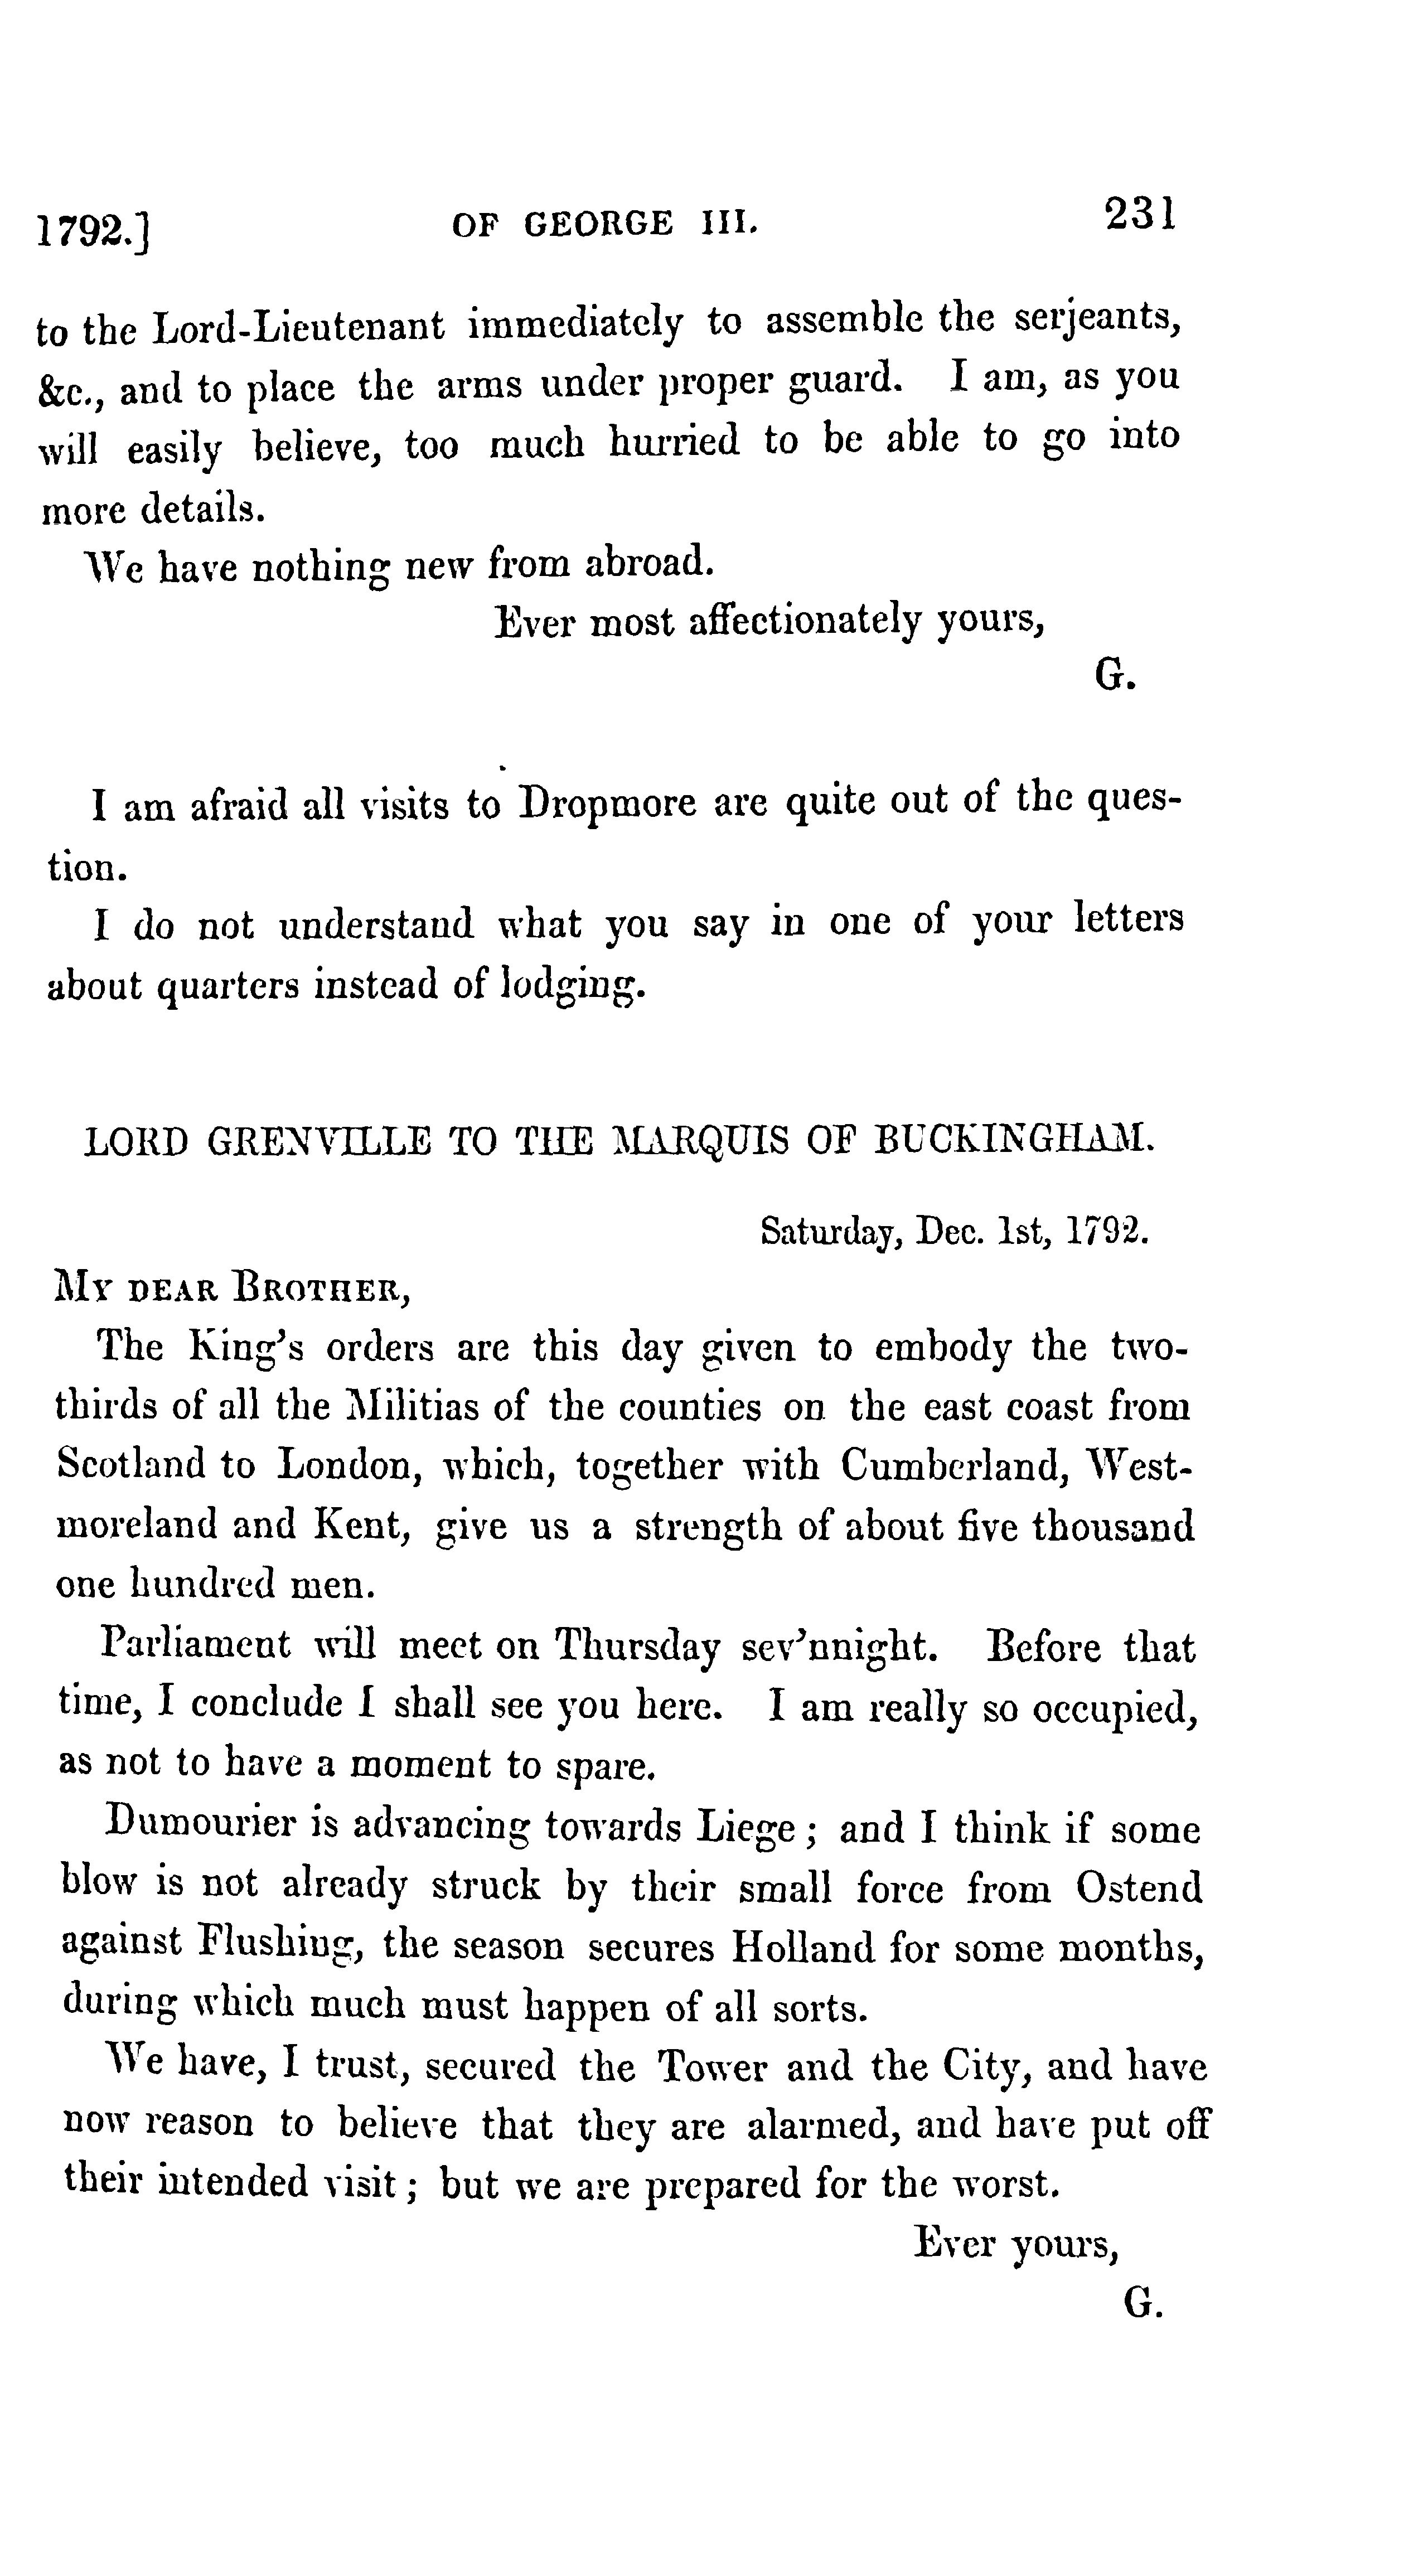 1792.] OF GEORGE III. 231
to the Lord-Lieutenant immediately to assemble the serjeants,
&c., and to place the arms under proper guard. I am, as you
will easily believe, too much hurried to be able to go into
more details.
We have nothing new from abroad.
Ever most affectionately yours,
G.
I am afraid all visits to Dropmore are quite out of the ques-
tion.
I do not understand what you say in one of your letters
about quarters instead of lodging.
LORD GRENVILLE TO THE MARQUIS OF BUCKINGHAM.
Saturday, Dec. 1st, 1792.
MY DEAR BROTHER,
The King's orders are this day given to embody the two-
thirds of all the Militias of the counties on the east coast from
Scotland to London, which, together with Cumberland, West-
moreland and Kent, give us a strength of about five thousand
one hundred men.
Parliament will meet on Thursday sev'nnight. Before that
time, I conclude I shall see you here. I am really so occupied,
as not to have a moment to spare.
Dumourier is advancing towards Liege; and I think if some
blow is not already struck by their small force from Ostend
against Flushing, the season secures Holland for some months,
during which much must happen of all sorts.
We have, I trust, secured the Tower and the City, and have
now reason to believe that they are alarmed, and have put off
their intended visit; but we are prepared for the worst.
Ever yours,
G.